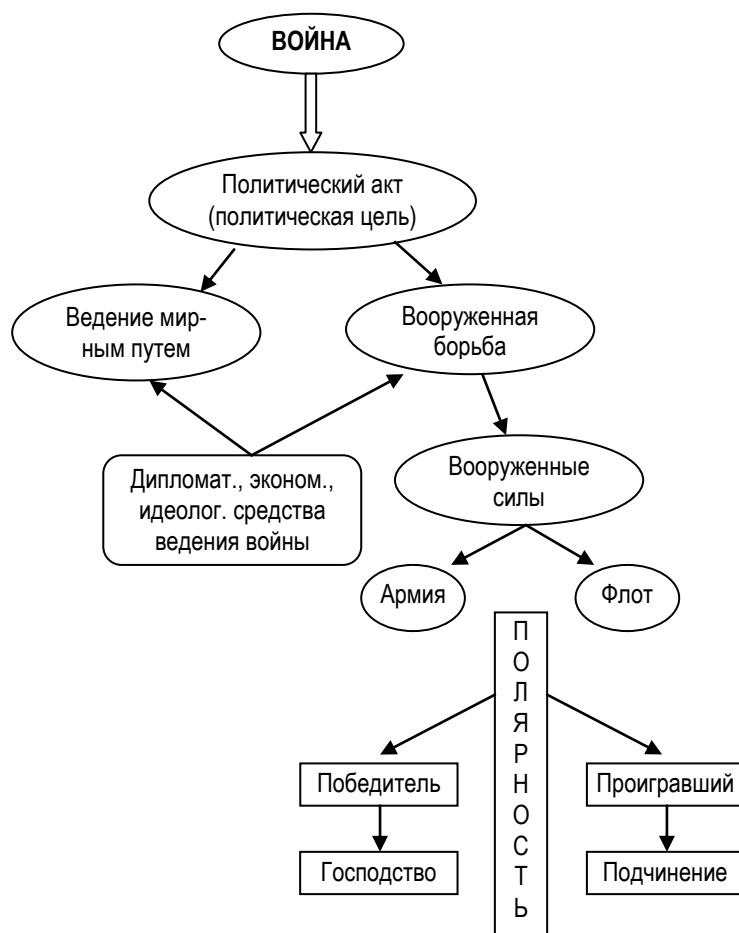 ВОЙНА
Политический акт
(политическая цель)
Ведение мир-
ным путем
Вооруженная
борьба
Дипломат., эконом.,
идеолог. средства
ведения войны
Вооруженные
силы
Армия
Флот
П
О
Л
Я
Р
Н
О
С
Т
Ь
Победитель
Проигравший
Господство
Подчинение